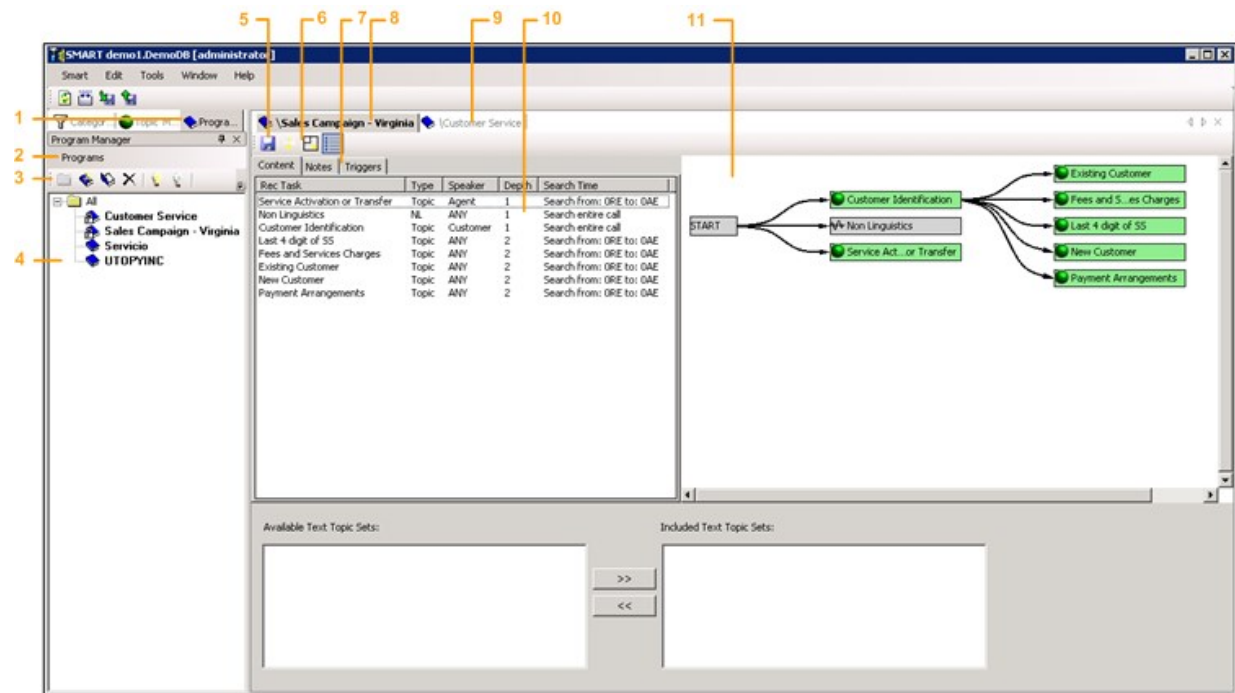 5 6 7 8 9 10 11
SMART demo1.DemoDB [administrator]
Smart Edit Tools Window Help
1
Categor... Topic M... Progra...
\Sales Campaign - Virginia \Customer Service
Program Manager
2
Programs
3
Content Notes Triggers
Rec Task Type Speaker Depth Search Time
Service Activation or Transfer Topic Agent 1 Search from: 0RE to: 0AE
Non Linguistics NL ANY 1 Search entire call
Customer Identification Topic Customer 1 Search entire call
Last 4 digit of SS Topic ANY 2 Search from: 0RE to: 0AE
Fees and Services Charges Topic ANY 2 Search from: 0RE to: 0AE
Existing Customer Topic ANY 2 Search from: 0RE to: 0AE
New Customer Topic ANY 2 Search from: 0RE to: 0AE
Payment Arrangements Topic ANY 2 Search from: 0RE to: 0AE
All
Customer Service
Sales Campaign - Virginia
Servicio
4
UTOPYINC
START
Customer Identification
Non Linguistics
Service Act...or Transfer
Existing Customer
Fees and S...es Charges
Last 4 digit of SS
New Customer
Payment Arrangements
Available Text Topic Sets: Included Text Topic Sets:
>>
<<